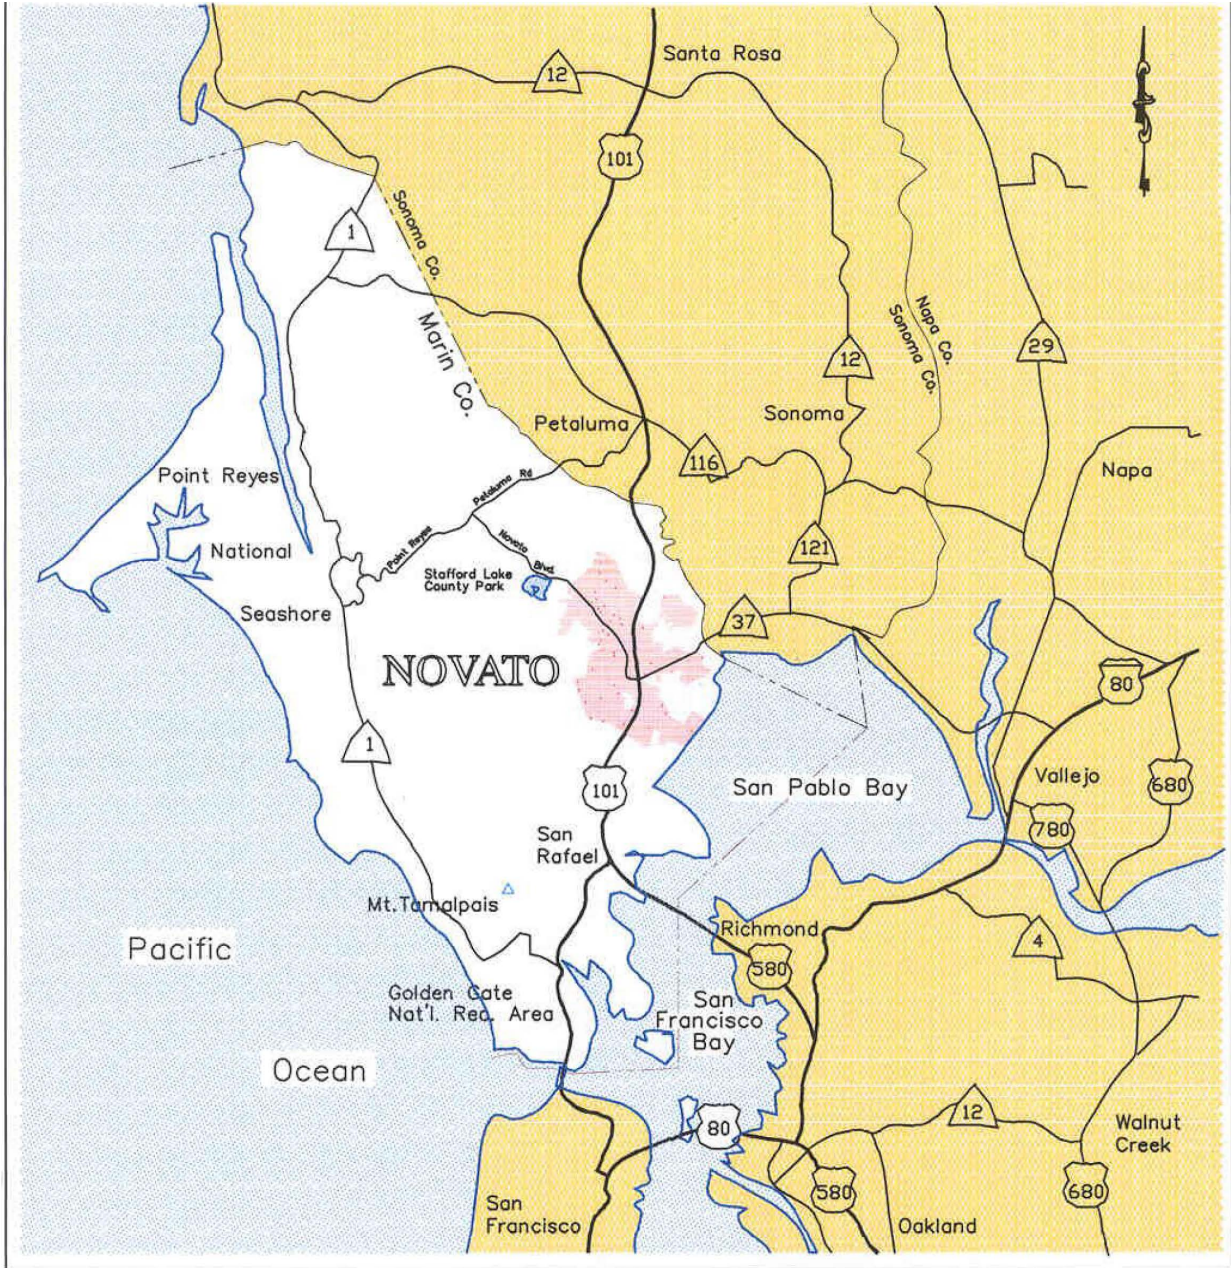 Santa Rosa
12
101
1
Sonoma Co.
Marin Co.
Napa Co.
Sonoma Co.
29
12
Sonoma
Petaluma
116
Napa
Point Reyes
National
Seashore
Petaluma Rd
Point Reyes
Novato Blvd.
Stafford Lake
County Park
121
37
NOVATO
80
1
101
San Pablo Bay
Vallejo
680
780
San
Rafael
Mt.Tamalpais
Richmond
580
4
Pacific
Ocean
Golden Gate
Nat'l. Rec. Area
San
Francisco
Bay
80
12
Walnut
Creek
680
580
San
Francisco
Oakland